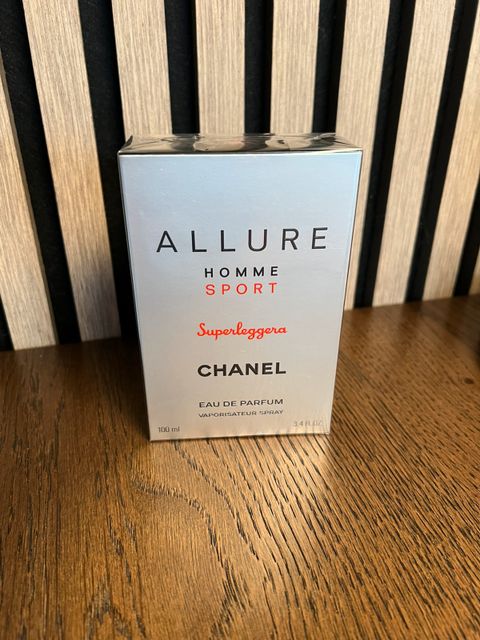 ALLURE
HOMME
SPORT
Superleggera
CHANEL
EAU DE PARFUM
VAPORISATEUR SPRAY
100 ml 3.4 FL.OZ